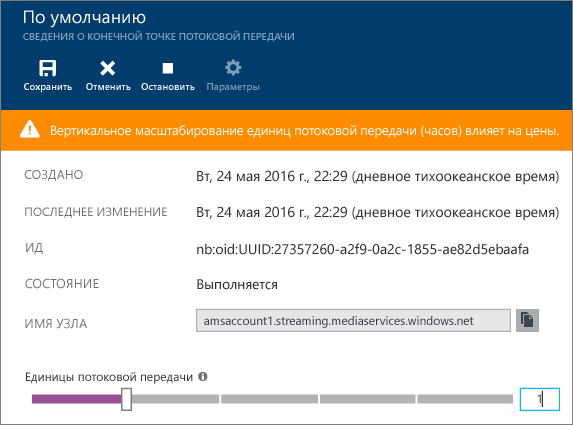 По умолчанию
СВЕДЕНИЯ О КОНЕЧНОЙ ТОЧКЕ ПОТОКОВОЙ ПЕРЕДАЧИ
Сохранить Отменить Остановить Параметры
Вертикальное масштабирование единиц потоковой передачи (часов) влияет на цены.
СОЗДАНО Вт, 24 мая 2016 г., 22:29 (дневное тихоокеанское время)
ПОСЛЕДНЕЕ ИЗМЕНЕНИЕ Вт, 24 мая 2016 г., 22:29 (дневное тихоокеанское время)
ИД nb:oid:UUID:27357260-a2f9-0a2c-1855-ae82d5ebaafa
СОСТОЯНИЕ Выполняется
ИМЯ УЗЛА amsaccount1.streaming.mediaservices.windows.net
Единицы потоковой передачи
1